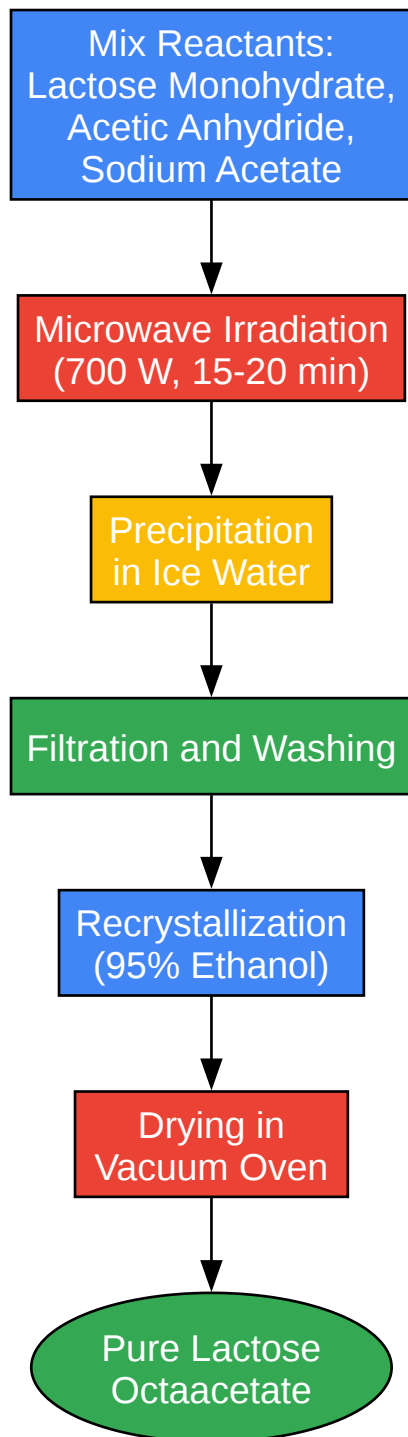 Mix Reactants:
Lactose Monohydrate,
Acetic Anhydride,
Sodium Acetate
Microwave Irradiation
(700 W, 15-20 min)
Precipitation
in Ice Water
Filtration and Washing
Recrystallization
(95% Ethanol)
Drying in
Vacuum Oven
Pure Lactose
Octaacetate